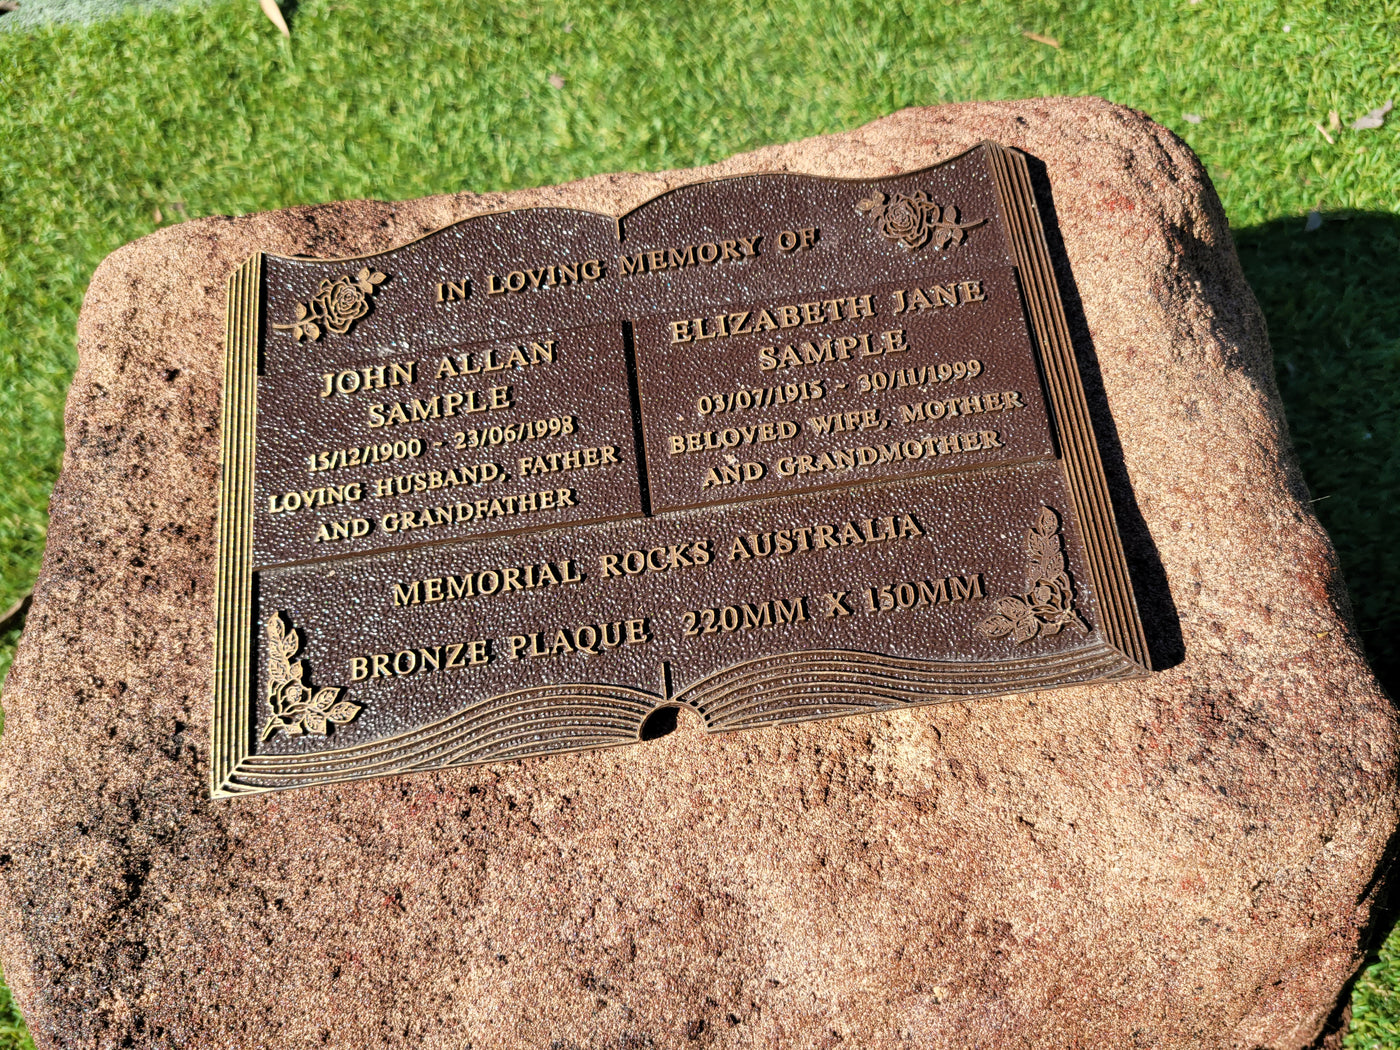 IN LOVING MEMORY OF
JOHN ALLAN
SAMPLE
15/12/1900 - 23/06/1998
LOVING HUSBAND, FATHER
AND GRANDFATHER
ELIZABETH JANE
SAMPLE
03/07/1915 - 30/11/1999
BELOVED WIFE, MOTHER
AND GRANDMOTHER
MEMORIAL ROCKS AUSTRALIA
BRONZE PLAQUE 220MM X 150MM